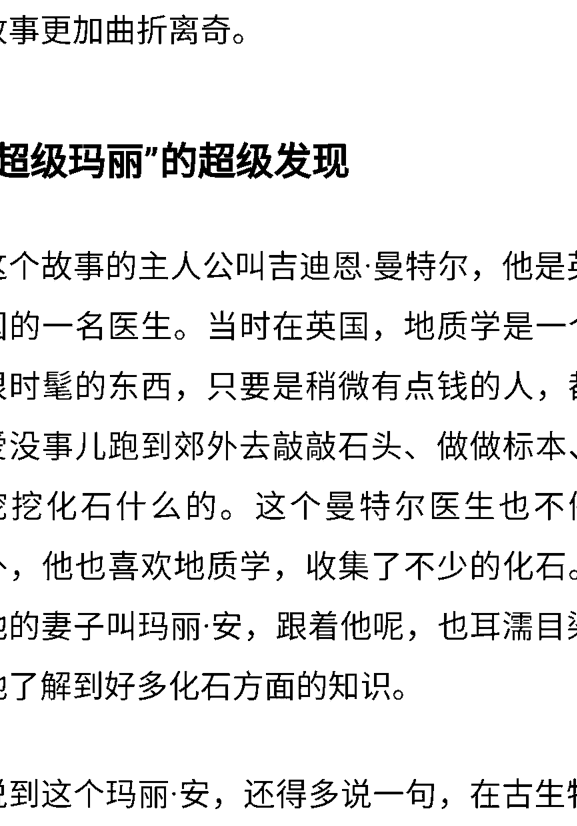 故事更加曲折离奇。
超级玛丽”的超级发现
这个故事的主人公叫吉迪恩·曼特尔，他是英
国的一名医生。当时在英国，地质学是一个
很时髦的东西，只要是稍微有点钱的人，都
爱没事儿跑到郊外去敲敲石头、做做标本、
挖挖化石什么的。这个曼特尔医生也不例
外，他也喜欢地质学，收集了不少的化石。
他的妻子叫玛丽·安，跟着他呢，也耳濡目染
地了解到好多化石方面的知识。
说到这个玛丽·安，还得多说一句，在古生物